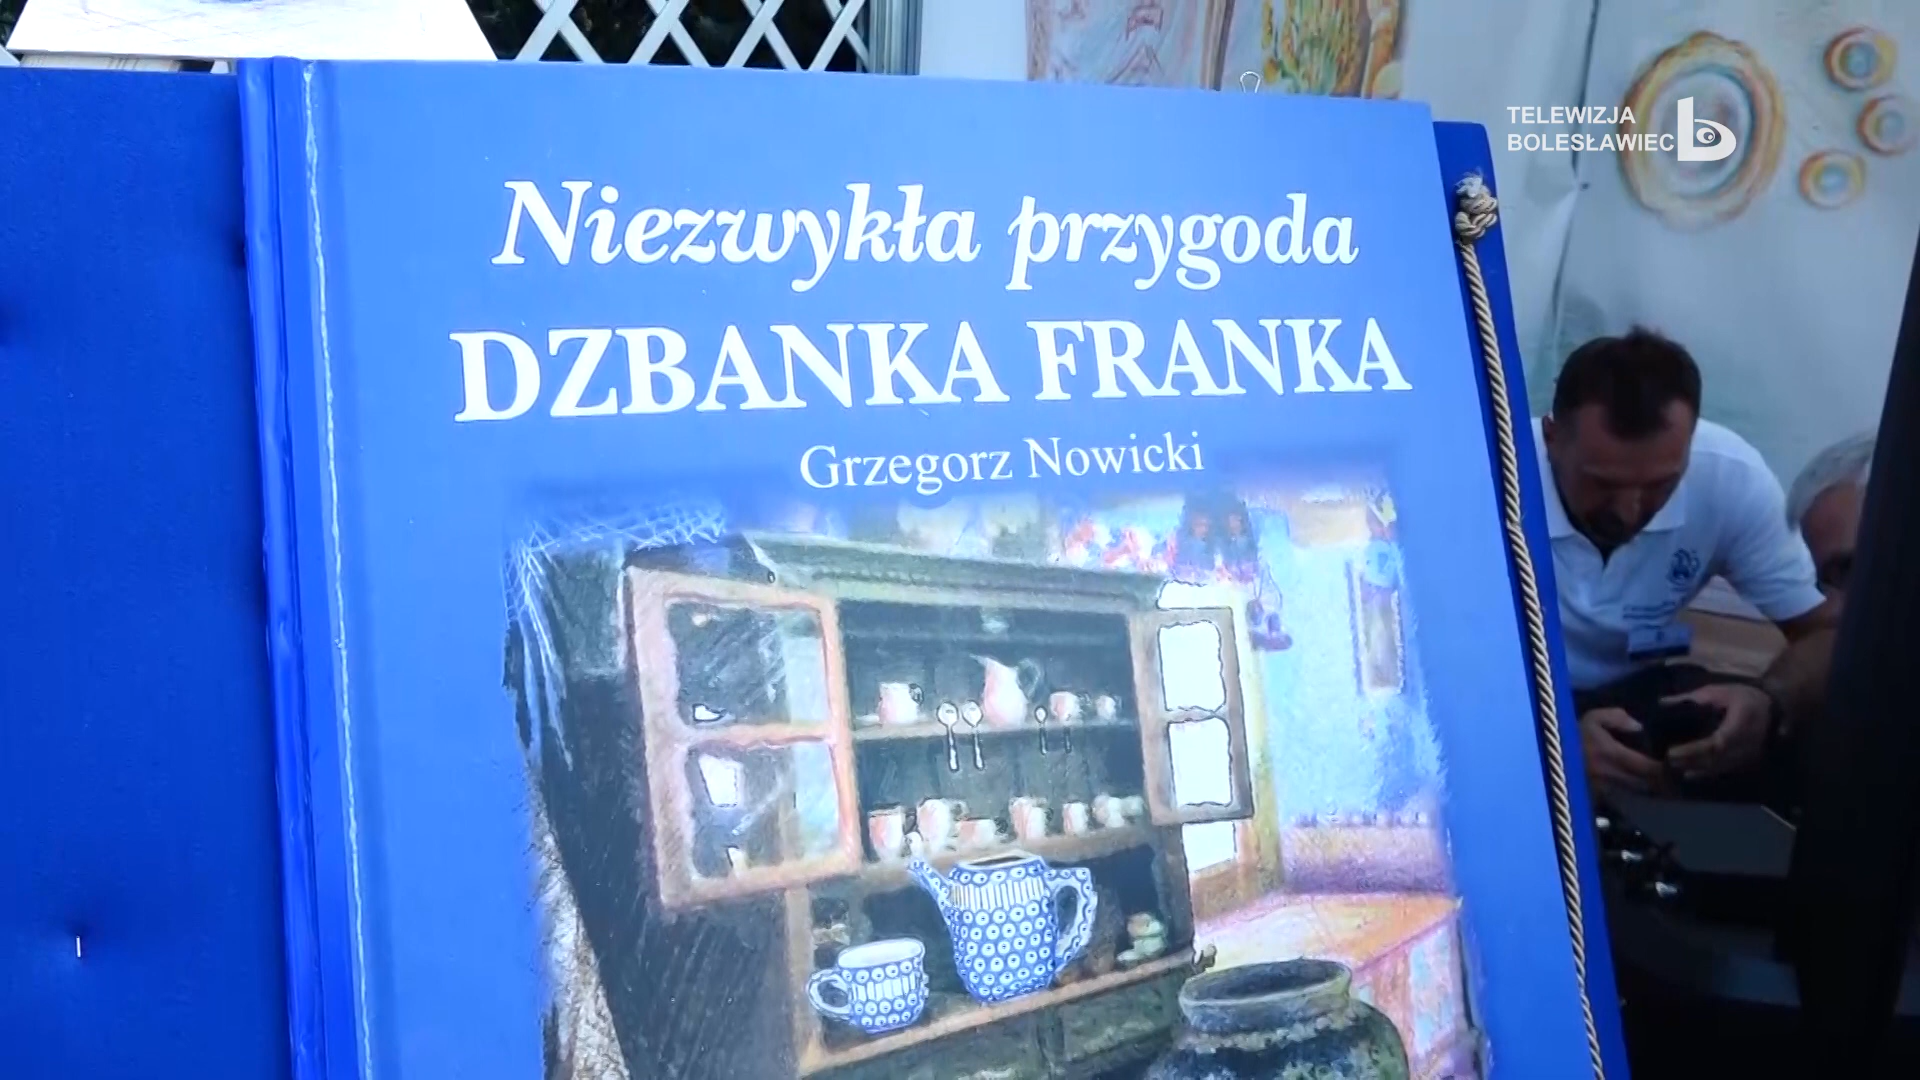 TELEWIZJA
BOLESŁAWIEC
Niezwykła przygoda
DZBANKA FRANKA
Grzegorz Nowicki